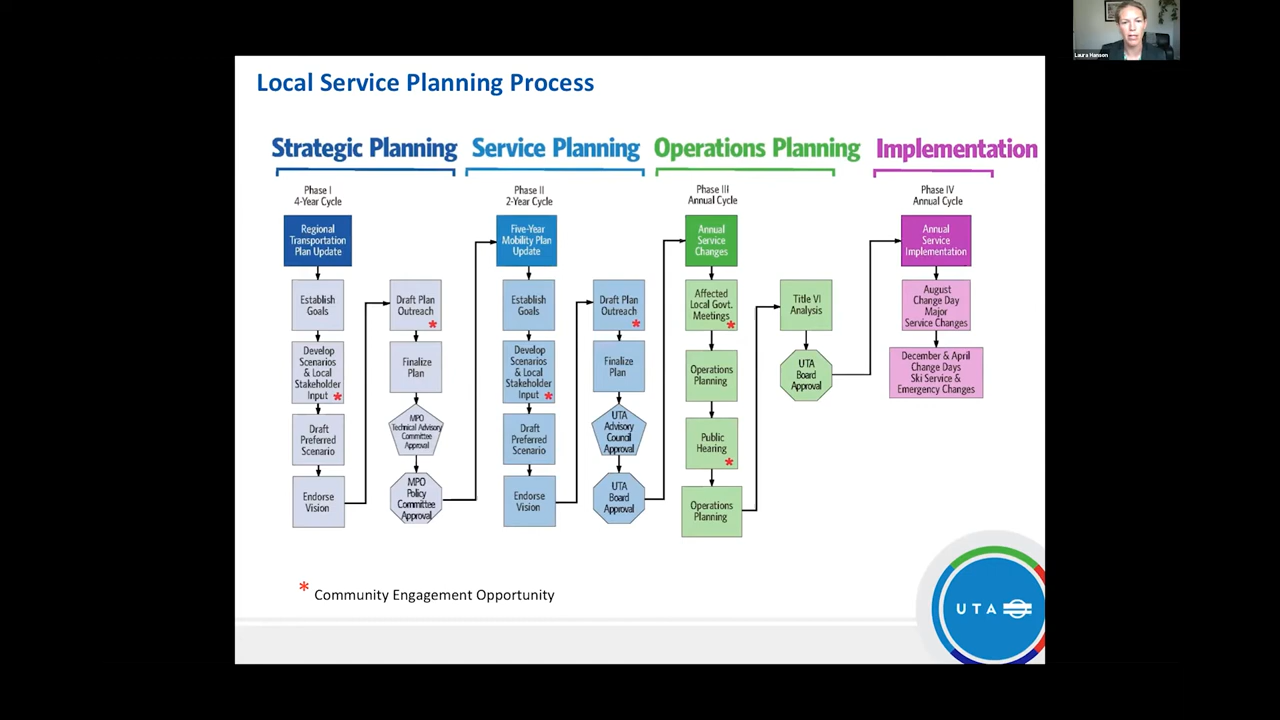 Laura Hanson
Local Service Planning Process
Strategic Planning
Service Planning
Operations Planning
Implementation
Phase I
4-Year Cycle
Regional
Transportation
Plan Update
Establish
Goals
Develop
Scenarios
& Local
Stakeholder
Input *
Draft
Preferred
Scenario
Endorse
Vision
Draft Plan
Outreach
*
Finalize
Plan
MPO
Technical Advisory
Committee
Approval
MPO
Policy
Committee
Approval
Phase II
2-Year Cycle
Five-Year
Mobility Plan
Update
Establish
Goals
Develop
Scenarios
& Local
Stakeholder
Input *
Draft
Preferred
Scenario
Endorse
Vision
Draft Plan
Outreach
*
Finalize
Plan
UTA
Advisory
Council
Approval
UTA
Board
Approval
Phase III
Annual Cycle
Annual
Service
Changes
Affected
Local Govt.
Meetings
*
Operations
Planning
Public
Hearing
*
Operations
Planning
Title VI
Analysis
UTA
Board
Approval
Phase IV
Annual Cycle
Annual
Service
Implementation
August
Change Day
Major
Service Changes
December & April
Change Days
Ski Service &
Emergency Changes
* Community Engagement Opportunity
UTA